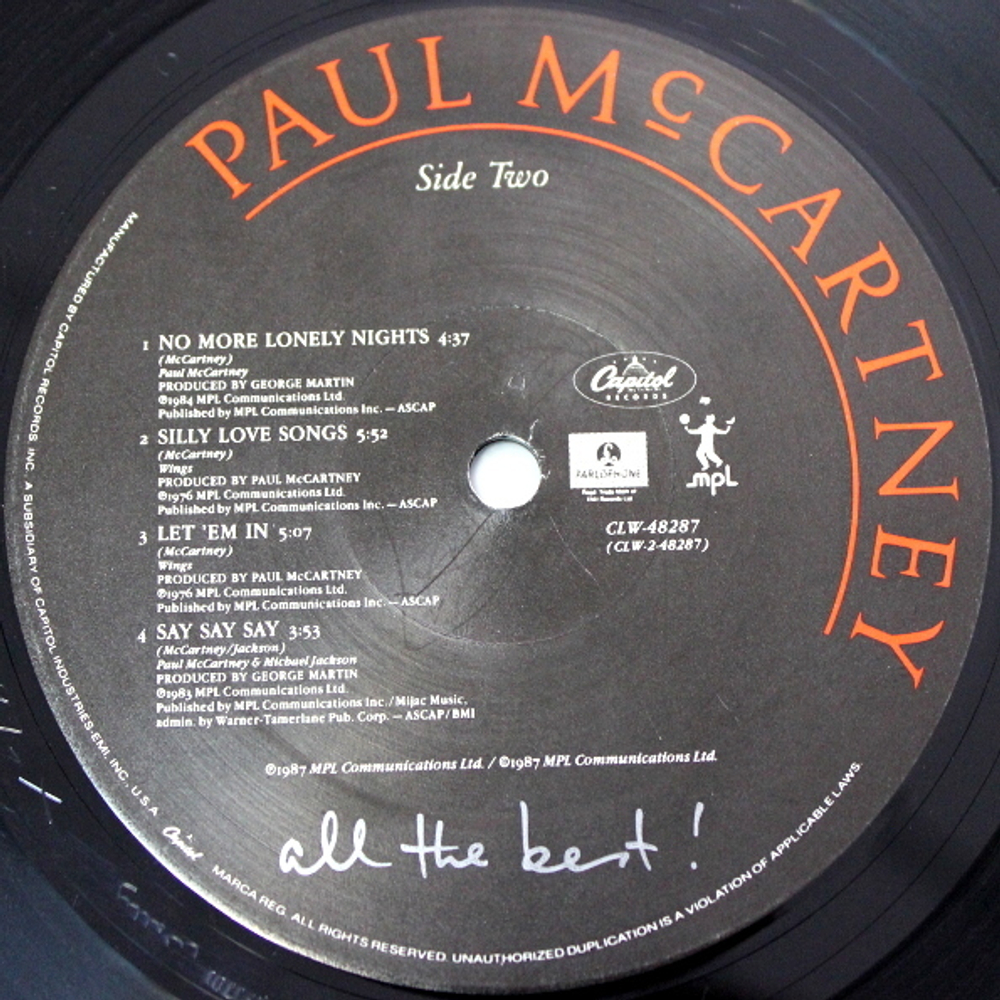 PAUL McCARTNEY
Side Two
1 NO MORE LONELY NIGHTS 4:37
(McCartney)
Paul McCartney
PRODUCED BY GEORGE MARTIN
℗1984 MPL Communications Ltd.
Published by MPL Communications Inc. — ASCAP
2 SILLY LOVE SONGS 5:52
(McCartney)
Wings
PRODUCED BY PAUL McCARTNEY
℗1976 MPL Communications Ltd.
Published by MPL Communications Inc. — ASCAP
3 LET 'EM IN 5:07
(McCartney)
Wings
PRODUCED BY PAUL McCARTNEY
℗1976 MPL Communications Ltd.
Published by MPL Communications Inc. — ASCAP
4 SAY SAY SAY 3:53
(McCartney/Jackson)
Paul McCartney & Michael Jackson
PRODUCED BY GEORGE MARTIN
℗1983 MPL Communications Ltd.
Published by MPL Communications Inc./Mijac Music,
admin. by Warner-Tamerlane Pub. Corp. — ASCAP/BMI
Capitol
RECORDS
PARLOPHONE
Regd. Trade Mark of
EMI Records Ltd
mpl
CLW-48287
(CLW-2-48287)
℗1987 MPL Communications Ltd. / ©1987 MPL Communications Ltd.
all the best!
MANUFACTURED BY CAPITOL RECORDS, INC. A SUBSIDIARY OF CAPITOL INDUSTRIES-EMI, INC., U.S.A. Capitol MARCA REG. ALL RIGHTS RESERVED. UNAUTHORIZED DUPLICATION IS A VIOLATION OF APPLICABLE LAWS.